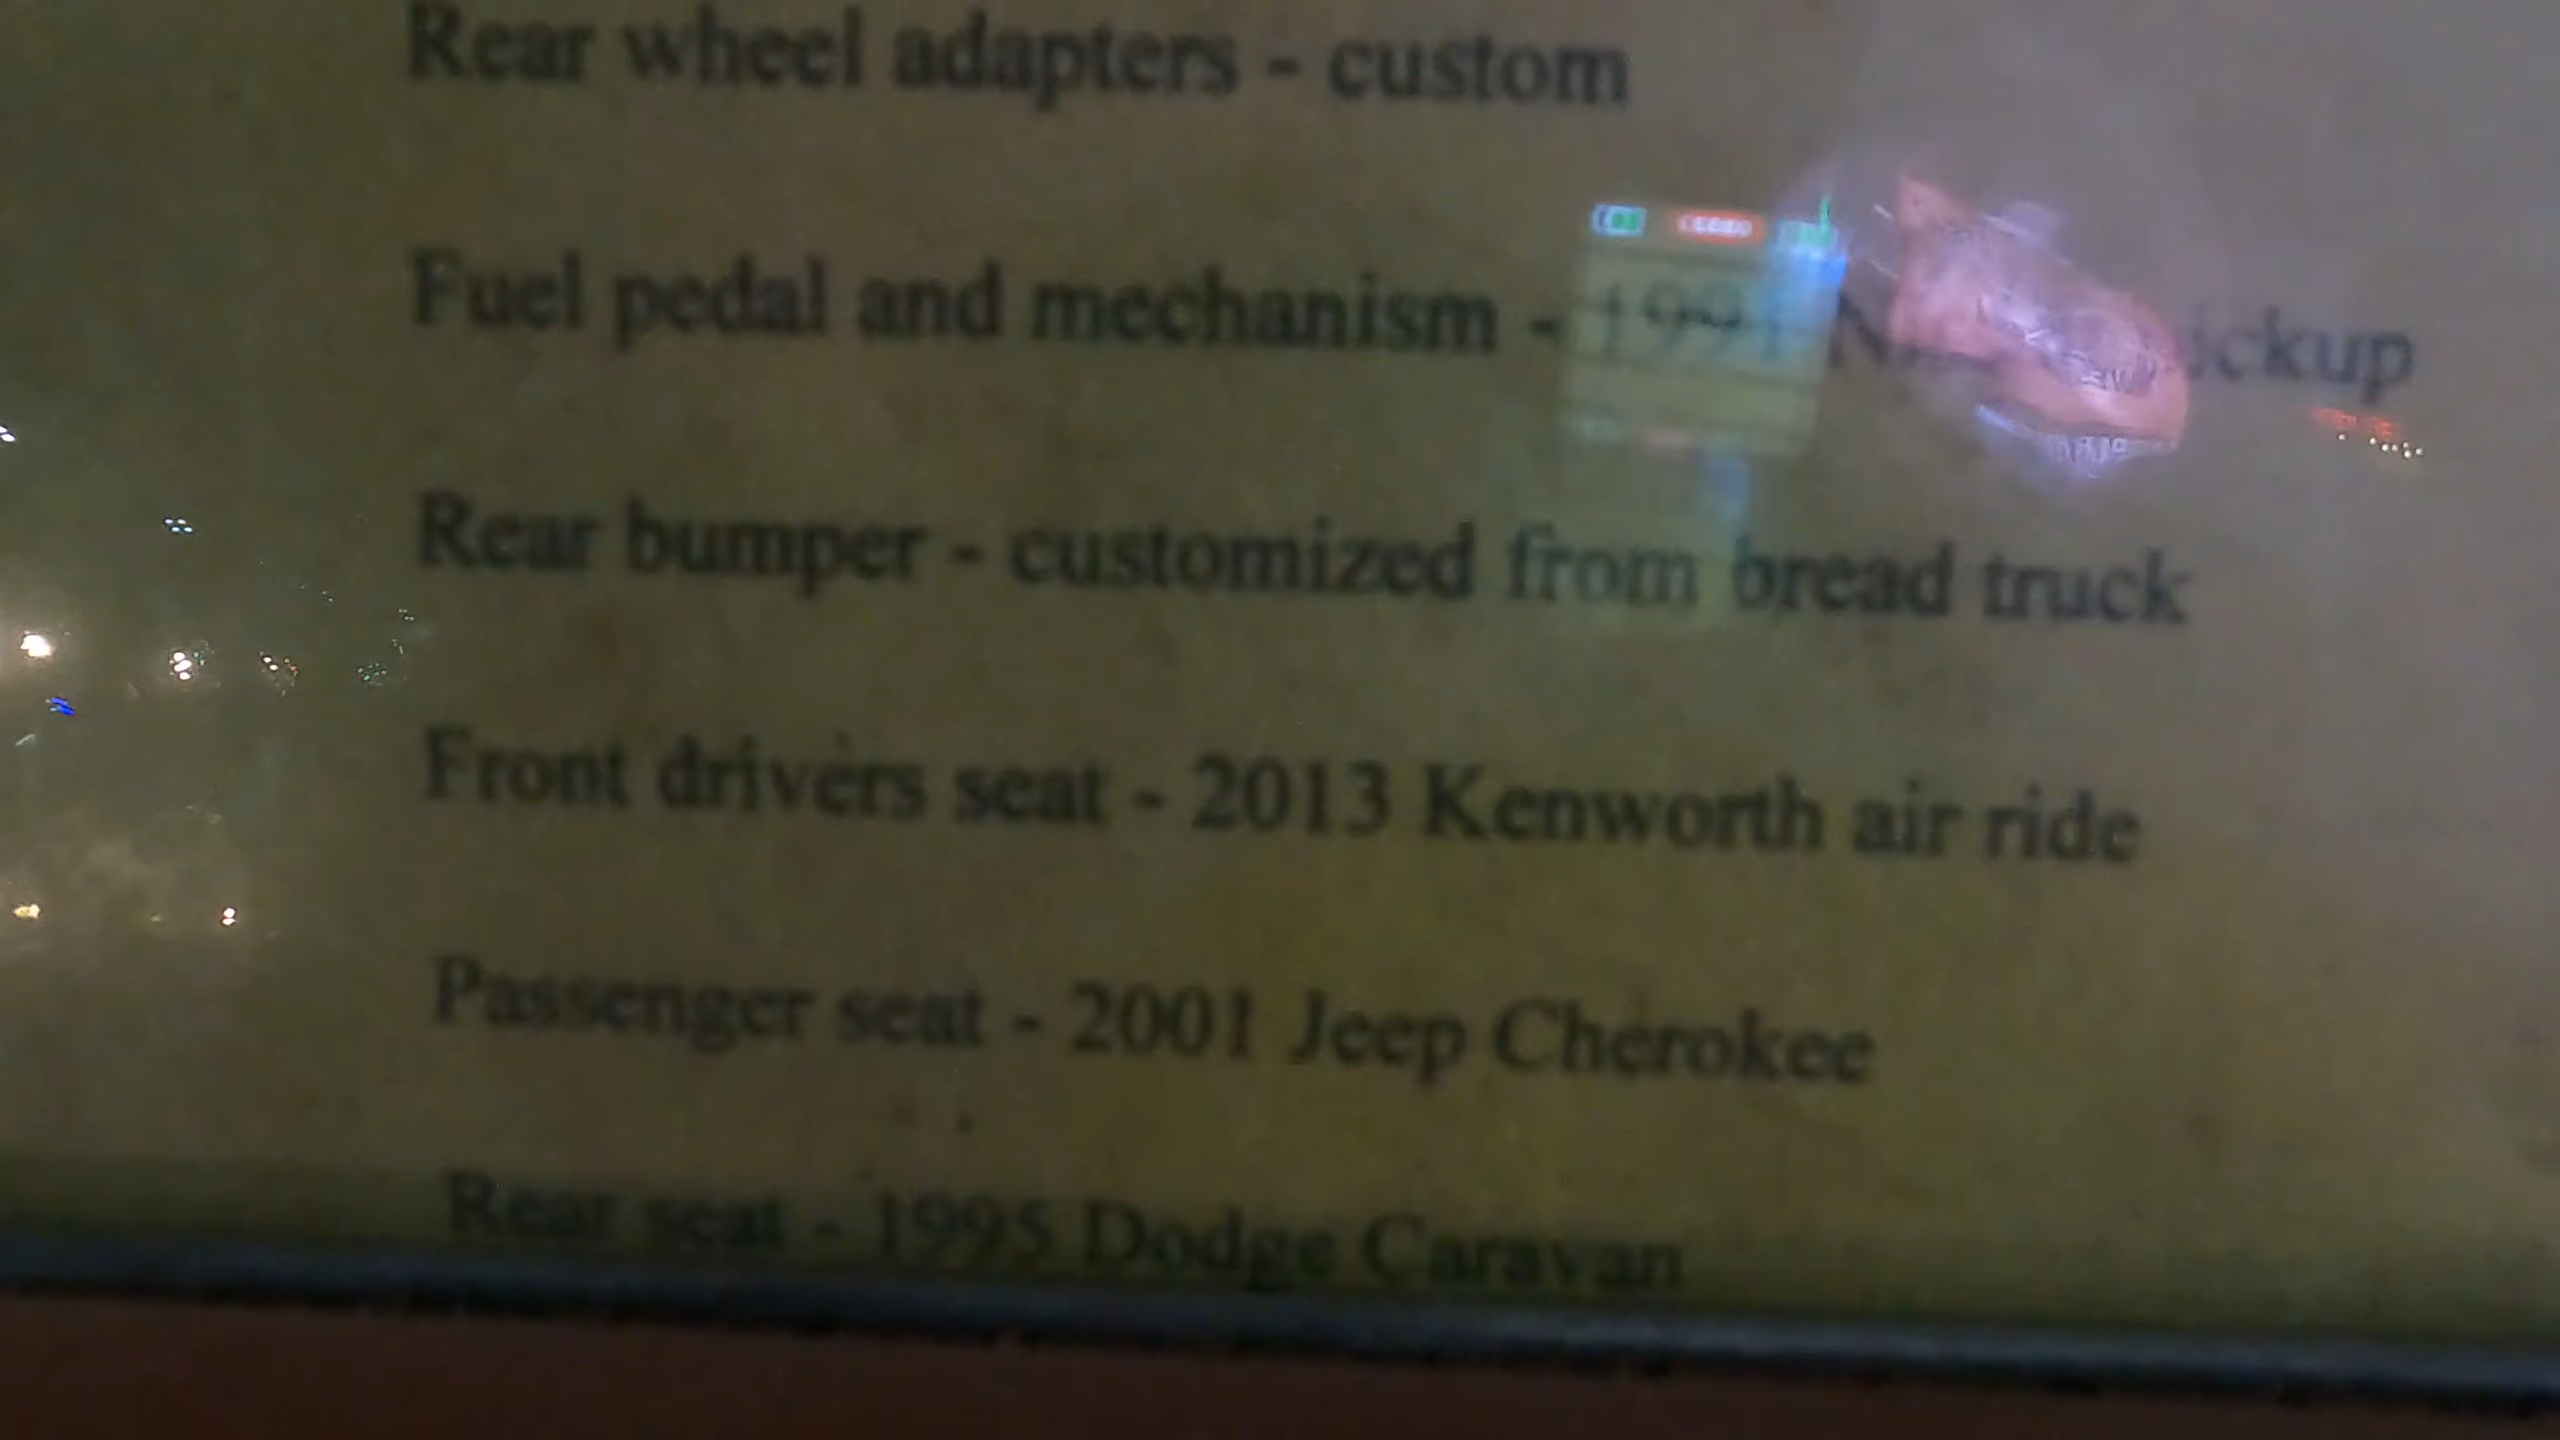 Rear wheel adapters - custom
Fuel pedal and mechanism - 1991
Rear bumper - customized from bread truck
Front drivers seat - 2013 Kenworth air ride
Passenger seat - 2001 Jeep Cherokee
Rear seat - 1995 Dodge Caravan